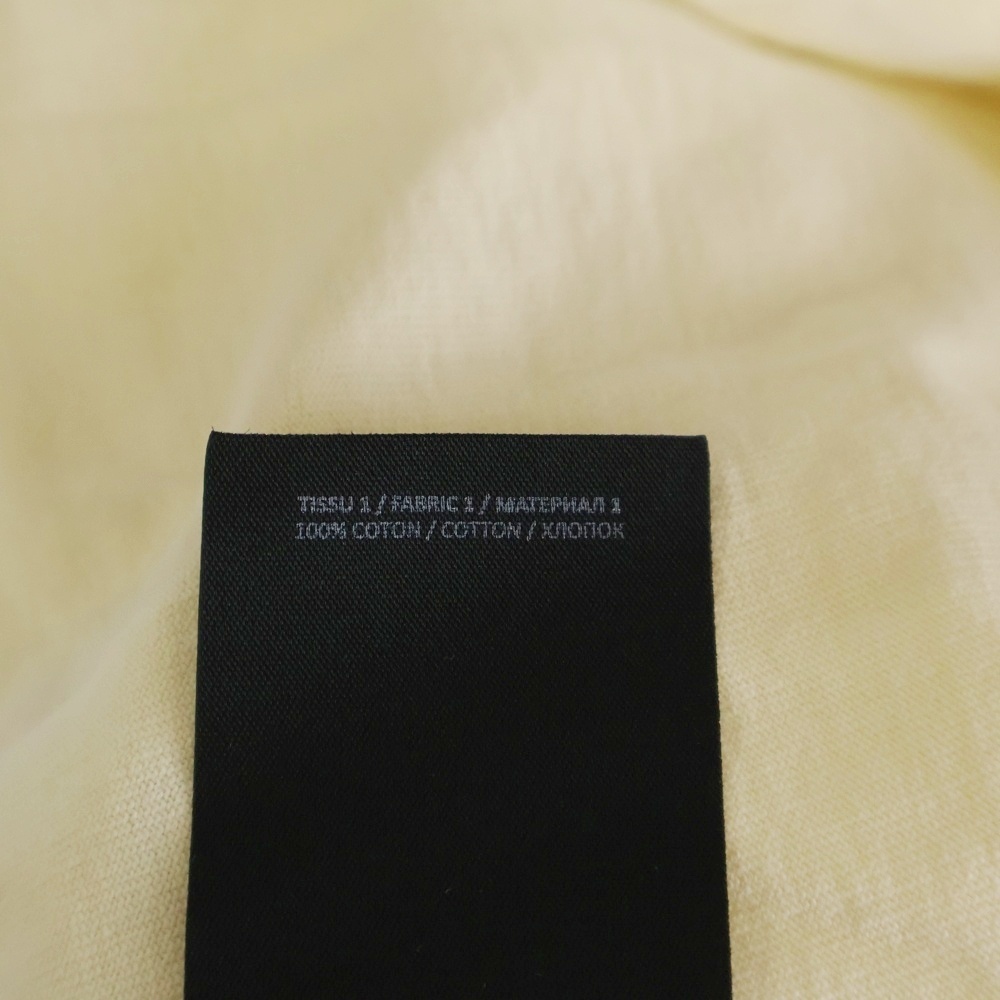 TISSU 1 / FABRIC 1 / МАТЕРИАЛ 1
100% COTON / COTTON / ХЛОПОК